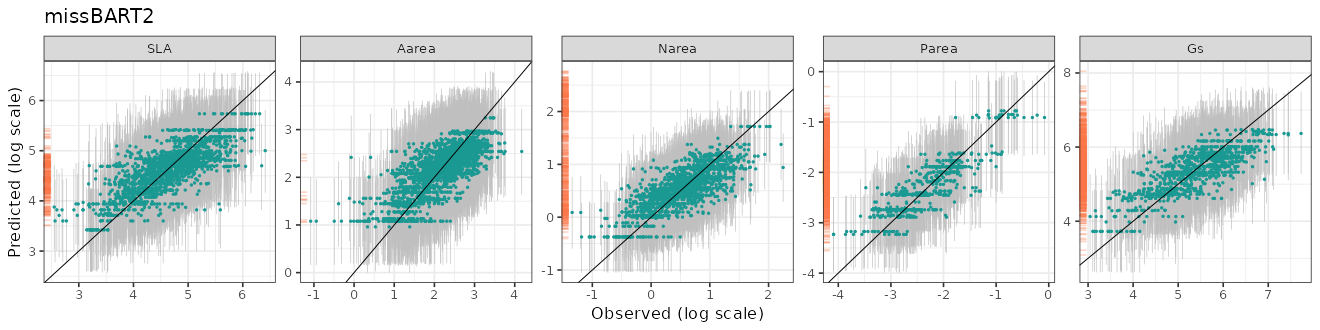 missBART2
SLA Aarea Narea Parea Gs
Predicted (log scale)
6
5
4
3
4
3
2
1
0
2
1
0
-1
0
-1
-2
-3
-4
8
6
4
3 4 5 6
-1 0 1 2 3 4
-1 0 1 2
-4 -3 -2 -1 0
3 4 5 6 7
Observed (log scale)